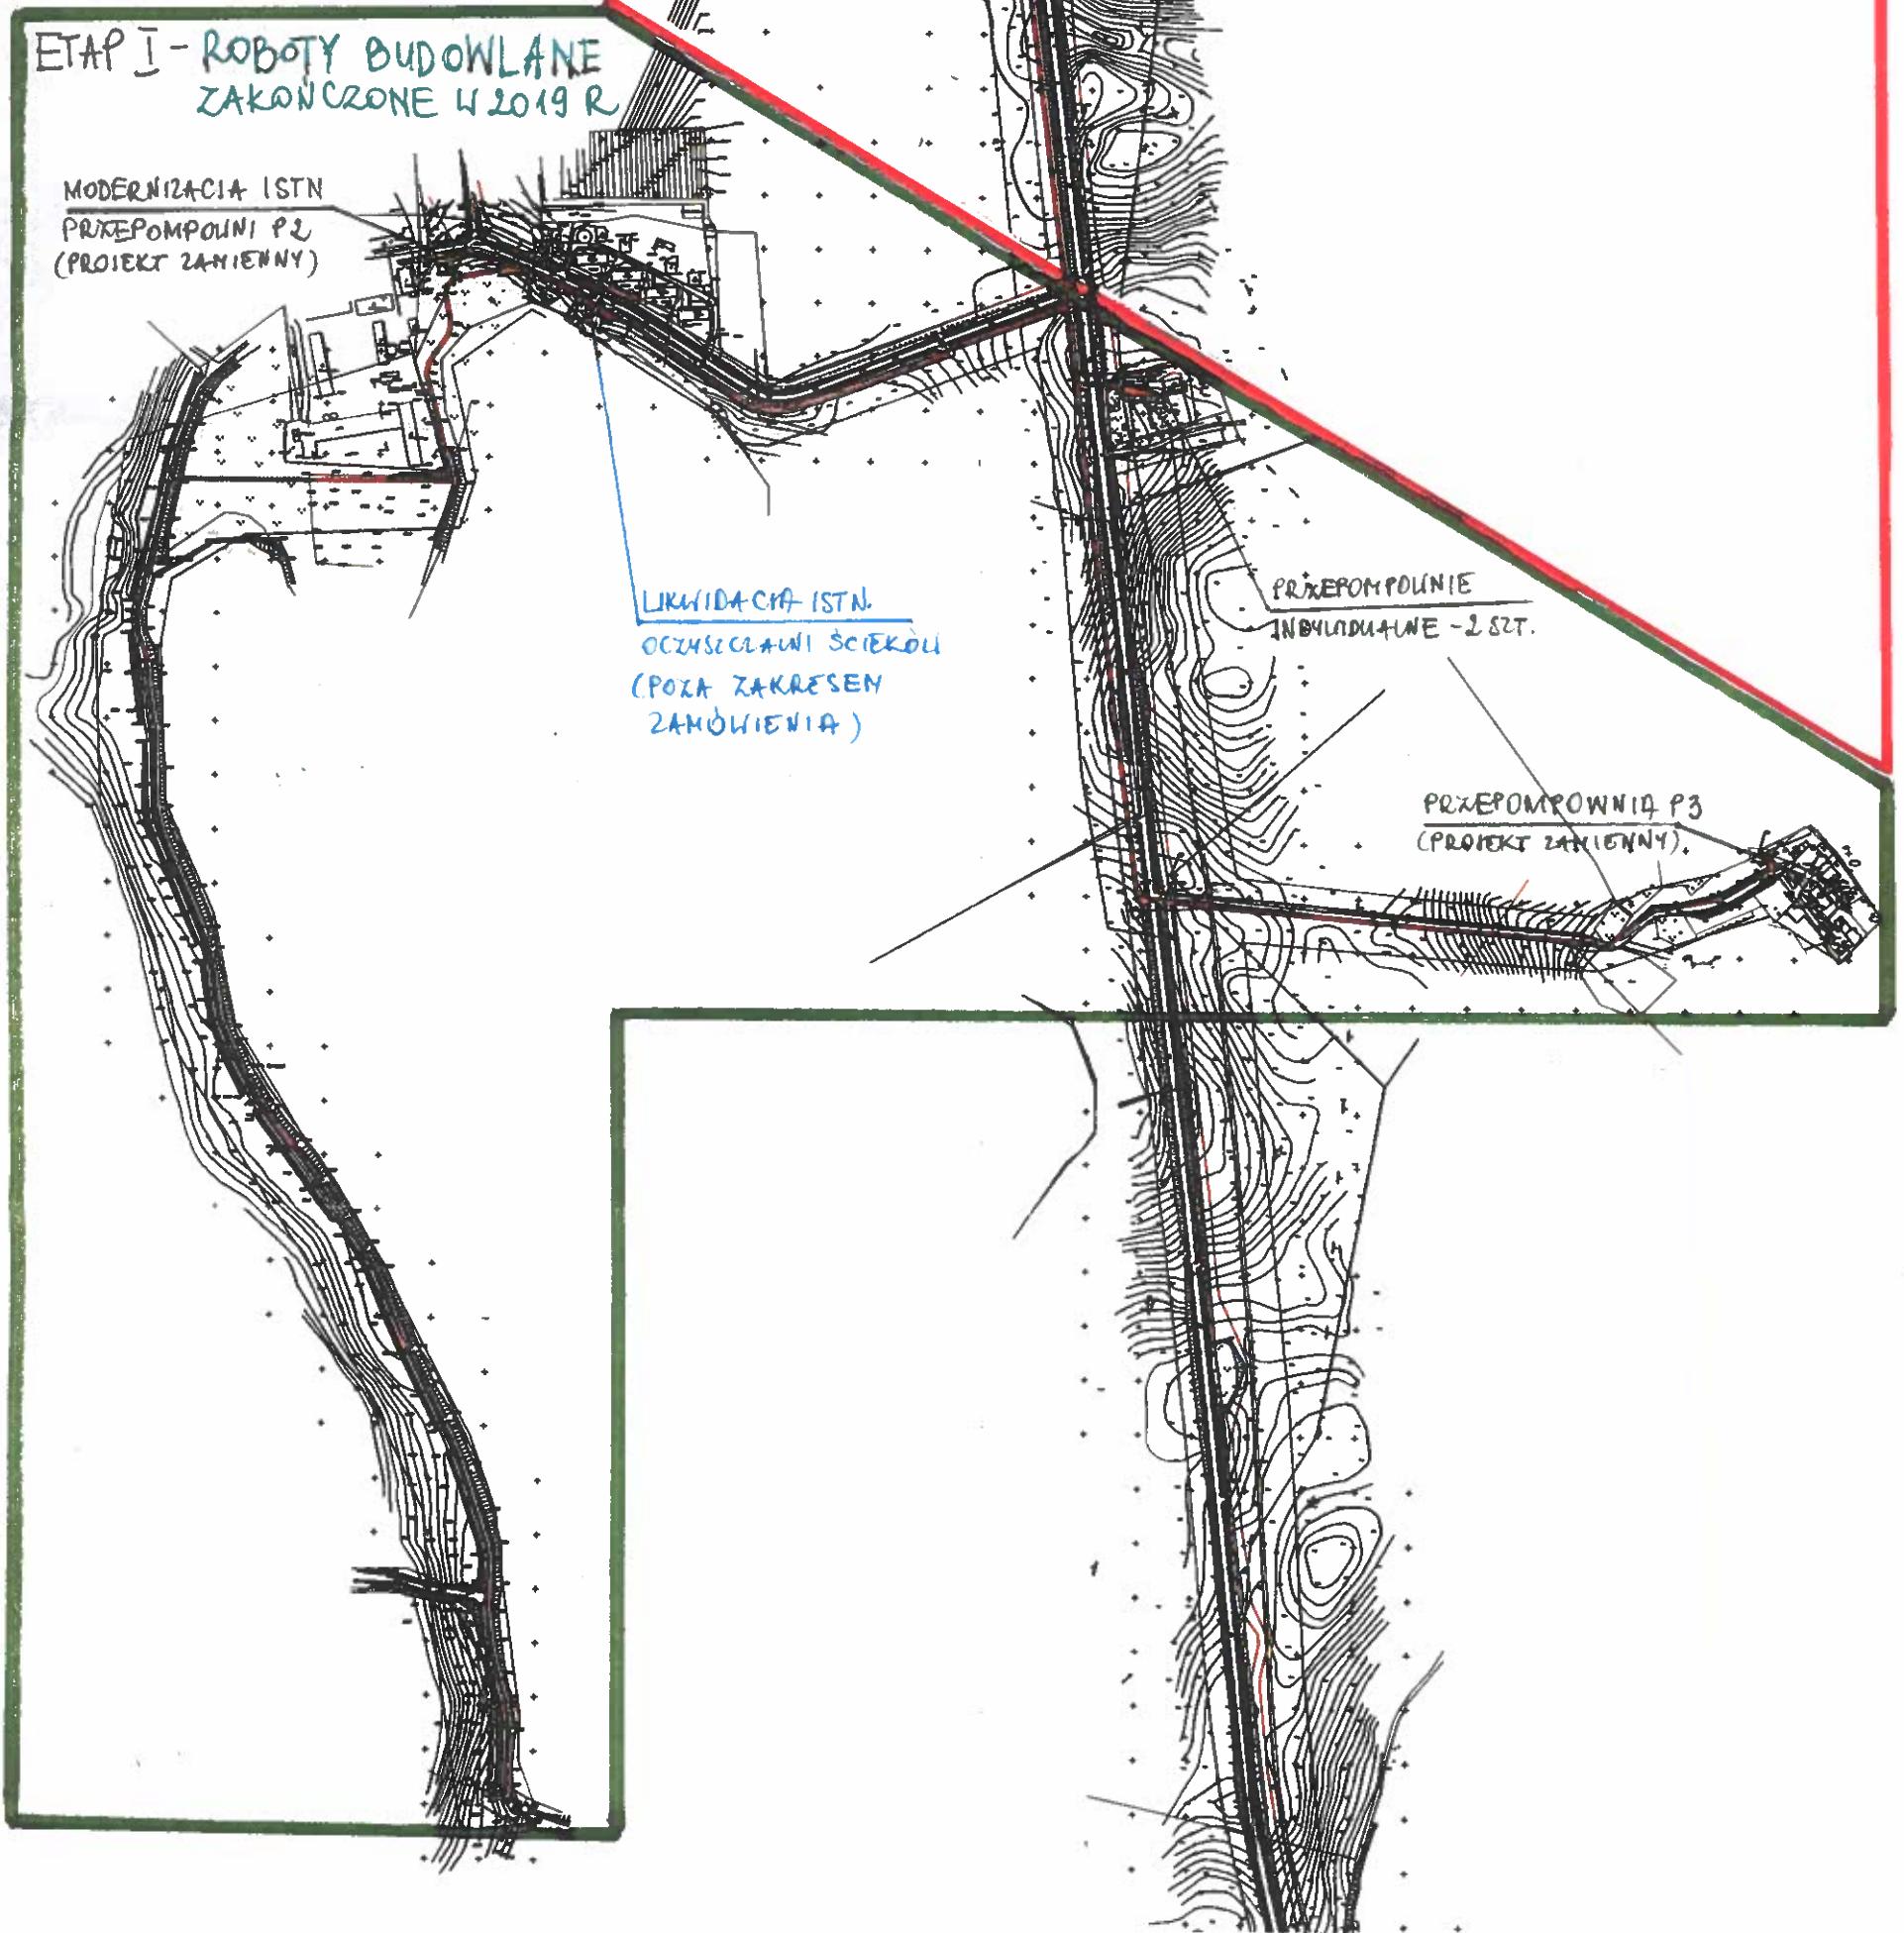 ETAP I - ROBOTY BUDOWLANE
ZAKOŃCZONE W 2019 R
MODERNIZACJA ISTN
PRZEPOMPOWNI P2
(PROJEKT ZAMIENNY)
LIKWIDACJA ISTN.
OCZYSZCZALNI ŚCIEKÓW
(POZA ZAKRESEM
ZAMÓWIENIA)
PRZEPOMPOWNIE
INDYWIDUALNE - 2 SZT.
PRZEPOMPOWNIA P3
(PROJEKT ZAMIENNY)